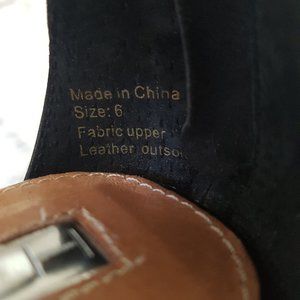 Made in China
Size: 6
Fabric upper
Leather outso